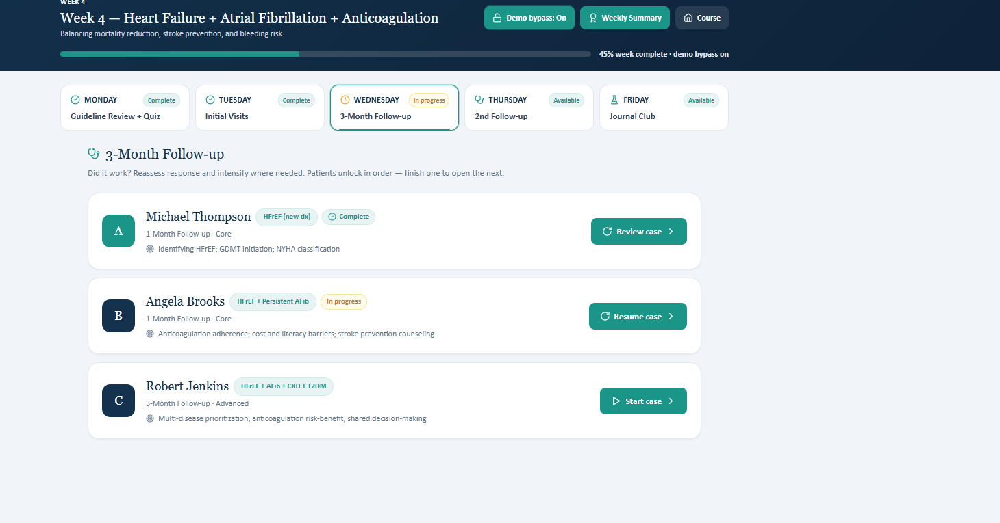 WEEK 4
Week 4 — Heart Failure + Atrial Fibrillation + Anticoagulation
Balancing mortality reduction, stroke prevention, and bleeding risk
Demo bypass: On
Weekly Summary
Course
45% week complete · demo bypass on
MONDAY
Complete
Guideline Review + Quiz
TUESDAY
Complete
Initial Visits
WEDNESDAY
In progress
3-Month Follow-up
THURSDAY
Available
2nd Follow-up
FRIDAY
Available
Journal Club
3-Month Follow-up
Did it work? Reassess response and intensify where needed. Patients unlock in order — finish one to open the next.
A
Michael Thompson
HFrEF (new dx)
Complete
1-Month Follow-up · Core
Identifying HFrEF; GDMT initiation; NYHA classification
Review case
B
Angela Brooks
HFrEF + Persistent AFib
In progress
1-Month Follow-up · Core
Anticoagulation adherence; cost and literacy barriers; stroke prevention counseling
Resume case
C
Robert Jenkins
HFrEF + AFib + CKD + T2DM
3-Month Follow-up · Advanced
Multi-disease prioritization; anticoagulation risk-benefit; shared decision-making
Start case